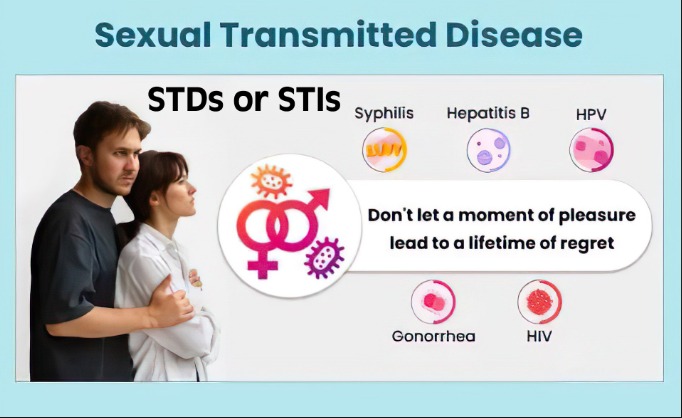 Sexual Transmitted Disease
STDs or STIs
Syphilis
Hepatitis B
HPV
Don't let a moment of pleasure
lead to a lifetime of regret
Gonorrhea
HIV